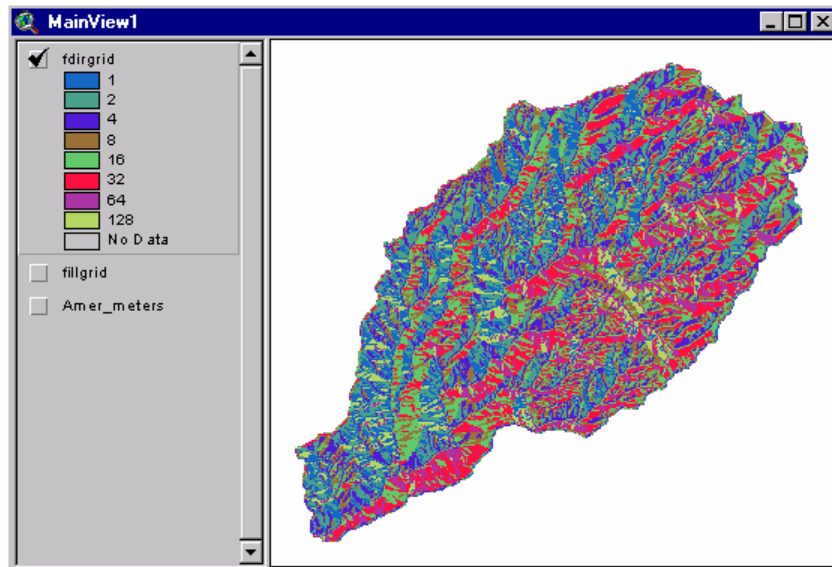 MainView1
fdirgrid
1
2
4
8
16
32
64
128
No Data
fillgrid
Amer_meters